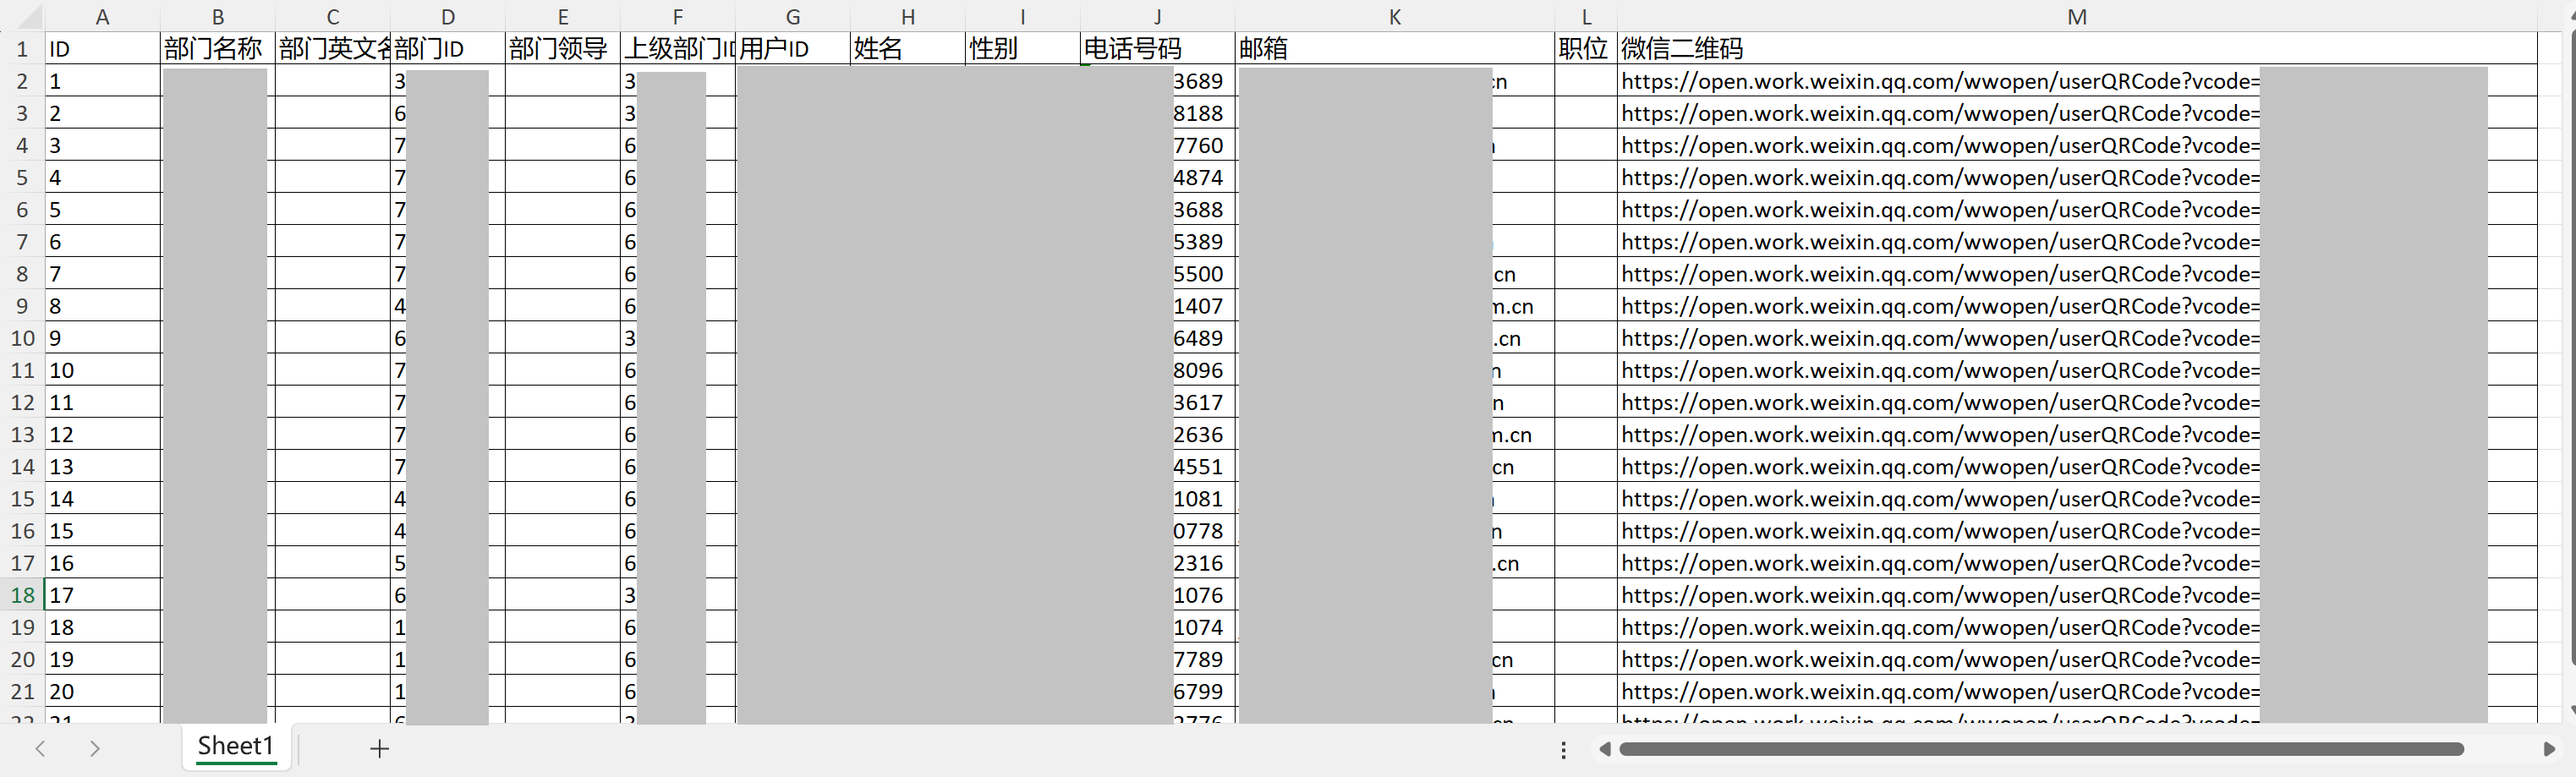 A B C D E F G H I J K L M
1 ID 部门名称 部门英文名 部门ID 部门领导 上级部门ID 用户ID 姓名 性别 电话号码 邮箱 职位 微信二维码
2 1 3 3 3689 cn https://open.work.weixin.qq.com/wwopen/userQRCode?vcode=
3 2 6 3 8188 https://open.work.weixin.qq.com/wwopen/userQRCode?vcode=
4 3 7 6 7760 https://open.work.weixin.qq.com/wwopen/userQRCode?vcode=
5 4 7 6 4874 https://open.work.weixin.qq.com/wwopen/userQRCode?vcode=
6 5 7 6 3688 https://open.work.weixin.qq.com/wwopen/userQRCode?vcode=
7 6 7 6 5389 https://open.work.weixin.qq.com/wwopen/userQRCode?vcode=
8 7 7 6 5500 cn https://open.work.weixin.qq.com/wwopen/userQRCode?vcode=
9 8 4 6 1407 m.cn https://open.work.weixin.qq.com/wwopen/userQRCode?vcode=
10 9 6 3 6489 .cn https://open.work.weixin.qq.com/wwopen/userQRCode?vcode=
11 10 7 6 8096 n https://open.work.weixin.qq.com/wwopen/userQRCode?vcode=
12 11 7 6 3617 n https://open.work.weixin.qq.com/wwopen/userQRCode?vcode=
13 12 7 6 2636 m.cn https://open.work.weixin.qq.com/wwopen/userQRCode?vcode=
14 13 7 6 4551 cn https://open.work.weixin.qq.com/wwopen/userQRCode?vcode=
15 14 4 6 1081 https://open.work.weixin.qq.com/wwopen/userQRCode?vcode=
16 15 4 6 0778 n https://open.work.weixin.qq.com/wwopen/userQRCode?vcode=
17 16 5 6 2316 .cn https://open.work.weixin.qq.com/wwopen/userQRCode?vcode=
18 17 6 3 1076 https://open.work.weixin.qq.com/wwopen/userQRCode?vcode=
19 18 1 6 1074 https://open.work.weixin.qq.com/wwopen/userQRCode?vcode=
20 19 1 6 7789 cn https://open.work.weixin.qq.com/wwopen/userQRCode?vcode=
21 20 1 6 6799 https://open.work.weixin.qq.com/wwopen/userQRCode?vcode=
Sheet1